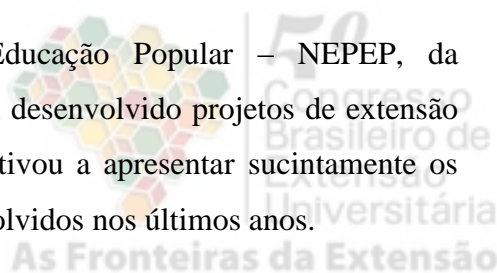 Educação Popular – NEPEP, da
desenvolvido projetos de extensão
tivou a apresentar sucintamente os
olvidos nos últimos anos.
5º
Congresso
Brasileiro de
Extensão
Universitária
As Fronteiras da Extensão